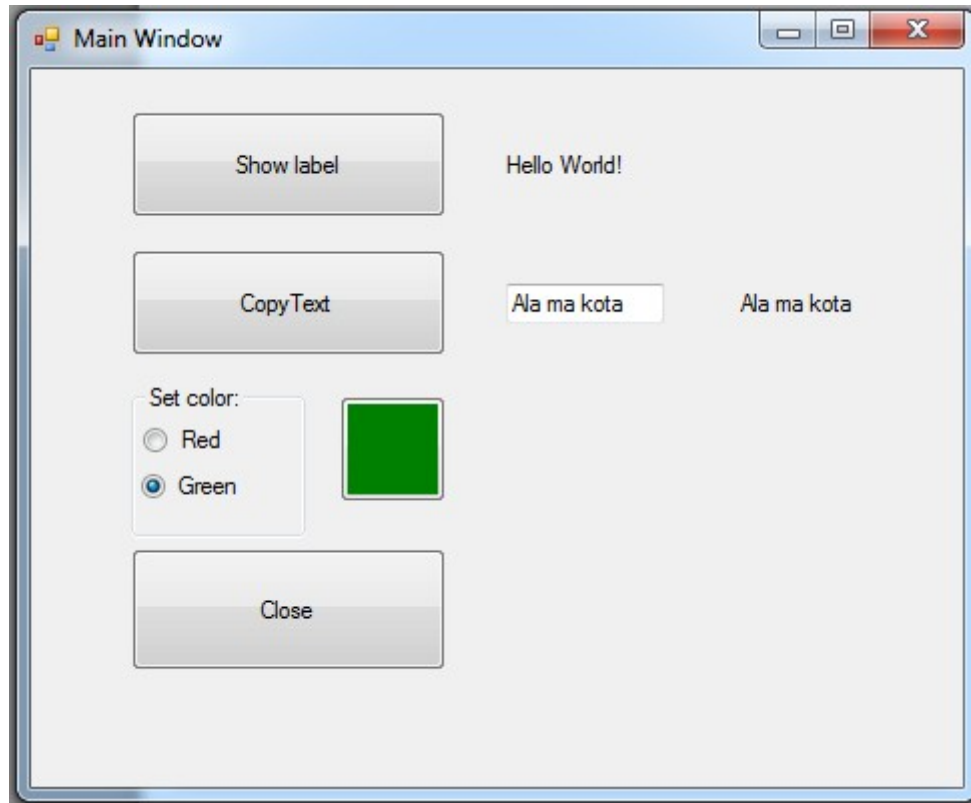 Main Window
Show label
Hello World!
CopyText
Ala ma kota
Ala ma kota
Set color:
Red
Green
Close